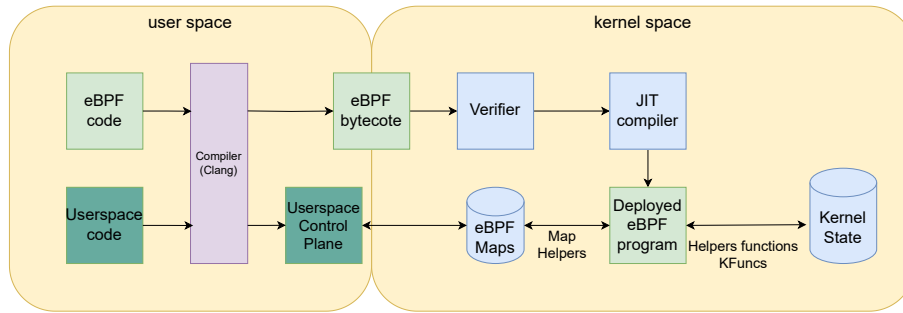 user space
kernel space
eBPF
code
Compiler
(Clang)
eBPF
bytecote
Verifier
JIT
compiler
Userspace
code
Userspace
Control
Plane
eBPF
Maps
Map
Helpers
Deployed
eBPF
program
Helpers functions
KFuncs
Kernel
State